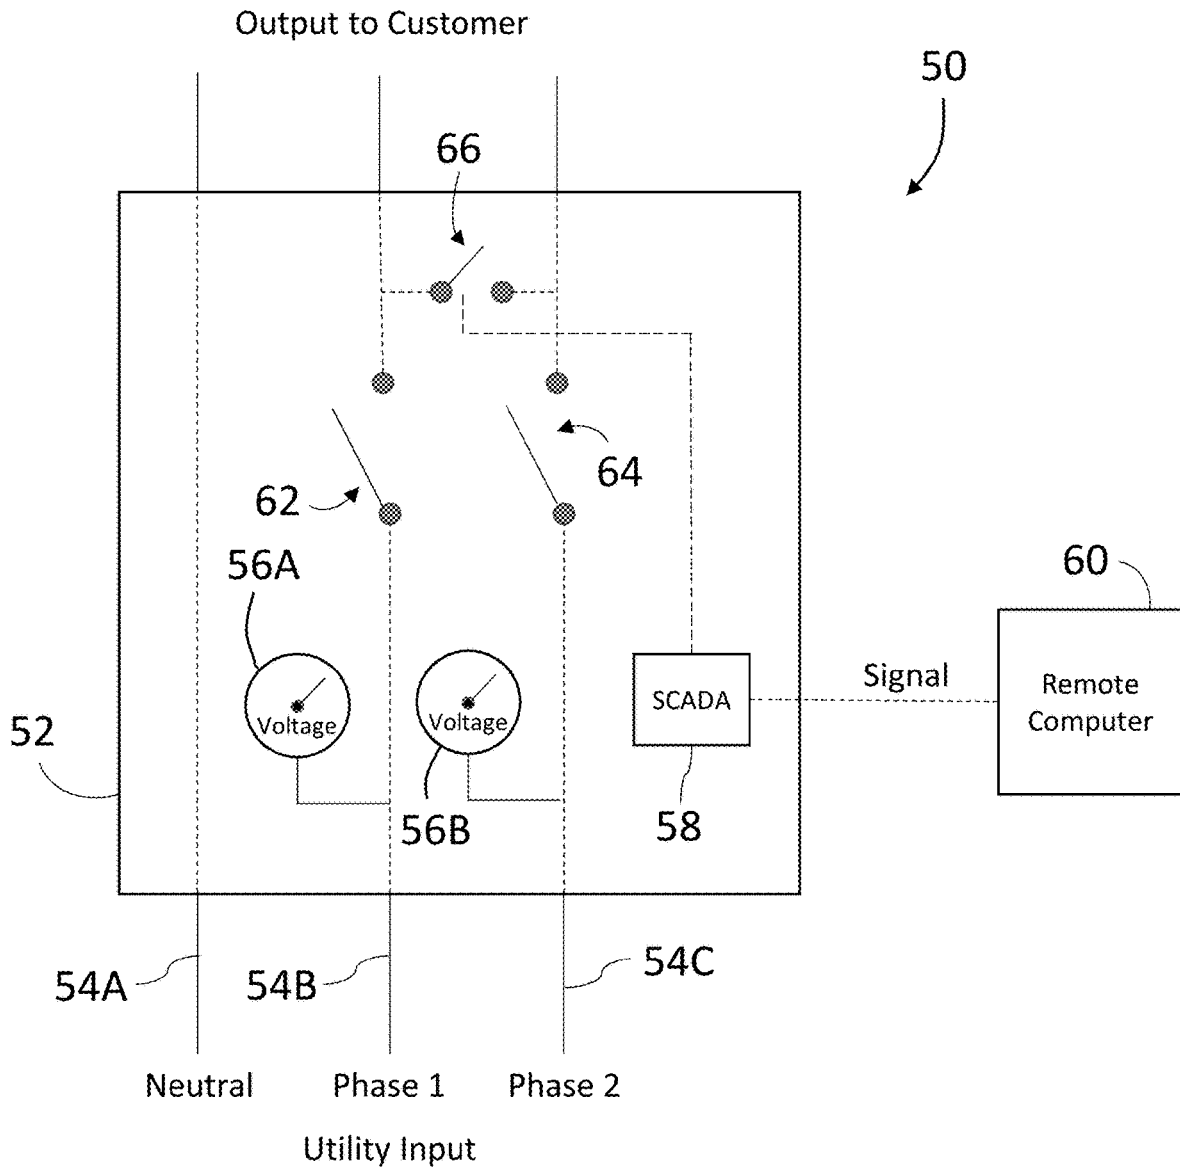 Output to Customer
50
66
62
64
56A
60
Voltage
Voltage
SCADA
Signal
Remote
Computer
52
56B
58
54A
54B
54C
Neutral
Phase 1
Phase 2
Utility Input